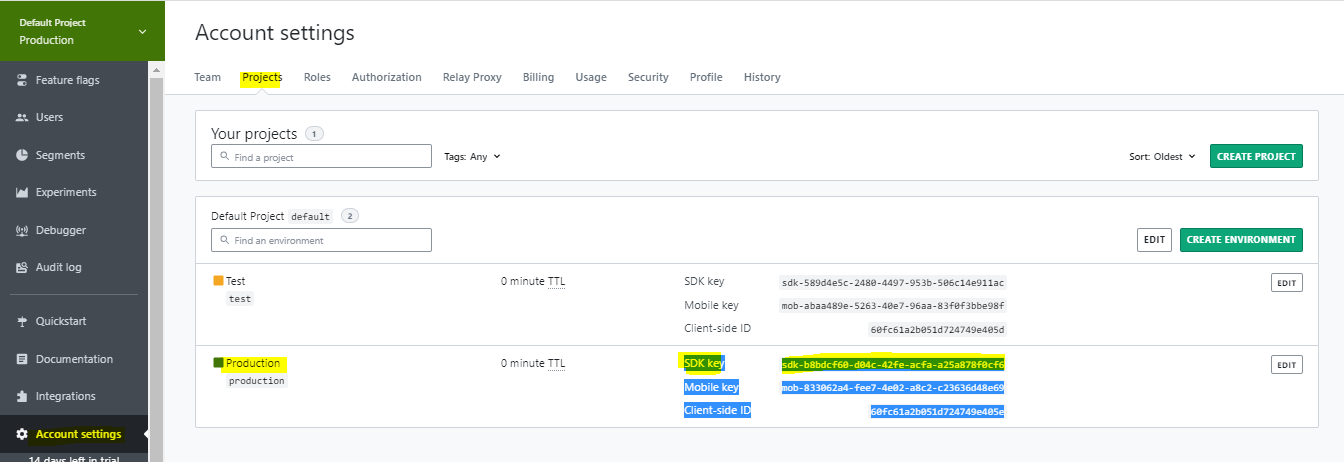 Default Project
Production
Feature flags
Users
Segments
Experiments
Debugger
Audit log
Quickstart
Documentation
Integrations
Account settings
14 days left in trial
Account settings
Team Projects Roles Authorization Relay Proxy Billing Usage Security Profile History
Your projects 1
Find a project Tags: Any Sort: Oldest CREATE PROJECT
Default Project default 2
Find an environment EDIT CREATE ENVIRONMENT
Test 0 minute TTL SDK key sdk-589d4e5c-2480-4497-953b-506c14e911ac EDIT
test
Mobile key mob-abaa489e-5263-40e7-96aa-83f0f3bbe98f
Client-side ID 60fc61a2b051d724749e405d
Production 0 minute TTL SDK key sdk-b8bdcf60-d04c-42fe-acfa-a25a878f0cf6 EDIT
production
Mobile key mob-833062a4-fee7-4e02-a8c2-c23636d48e69
Client-side ID 60fc61a2b051d724749e405e